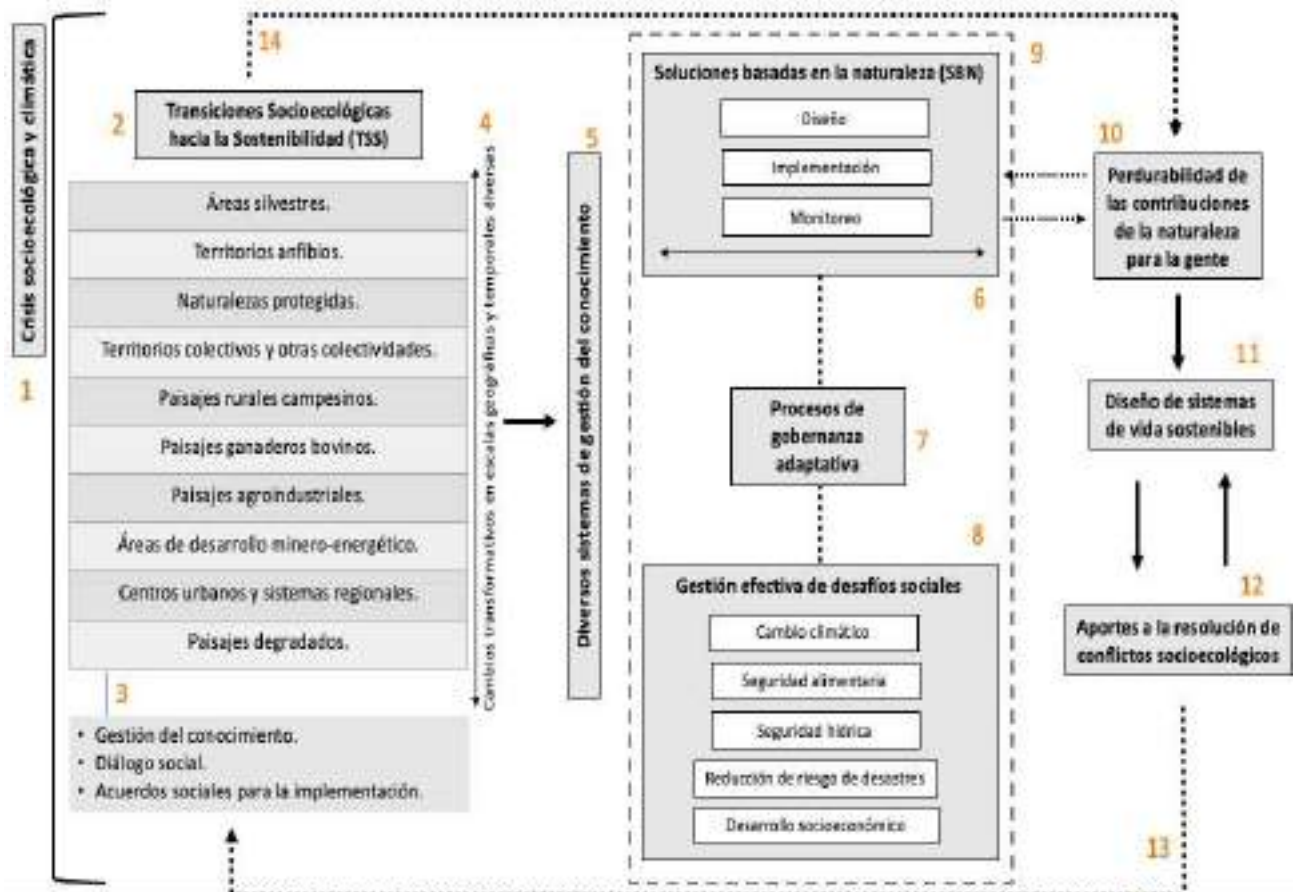 Crisis socioecológica y climática
1
14
2
Transiciones Socioecológicas
hacia la Sostenibilidad (TSS)
Áreas silvestres.
Territorios anfibios.
Naturalezas protegidas.
Territorios colectivos y otras colectividades.
Paisajes rurales campesinos.
Paisajes ganaderos bovinos.
Paisajes agroindustriales.
Áreas de desarrollo minero-energético.
Centros urbanos y sistemas regionales.
Paisajes degradados.
3
• Gestión del conocimiento.
• Diálogo social.
• Acuerdos sociales para la implementación.
4
Cambios transformativos en escalas geográficas y temporales diversas
5
Diversos sistemas de gestión del conocimiento
9
Soluciones basadas en la naturaleza (SBN)
Diseño
Implementación
Monitoreo
6
Procesos de
gobernanza
adaptativa
7
8
Gestión efectiva de desafíos sociales
Cambio climático
Seguridad alimentaria
Seguridad hídrica
Reducción de riesgo de desastres
Desarrollo socioeconómico
10
Perdurabilidad de
las contribuciones
de la naturaleza
para la gente
11
Diseño de sistemas
de vida sostenibles
12
Aportes a la resolución de
conflictos socioecológicos
13